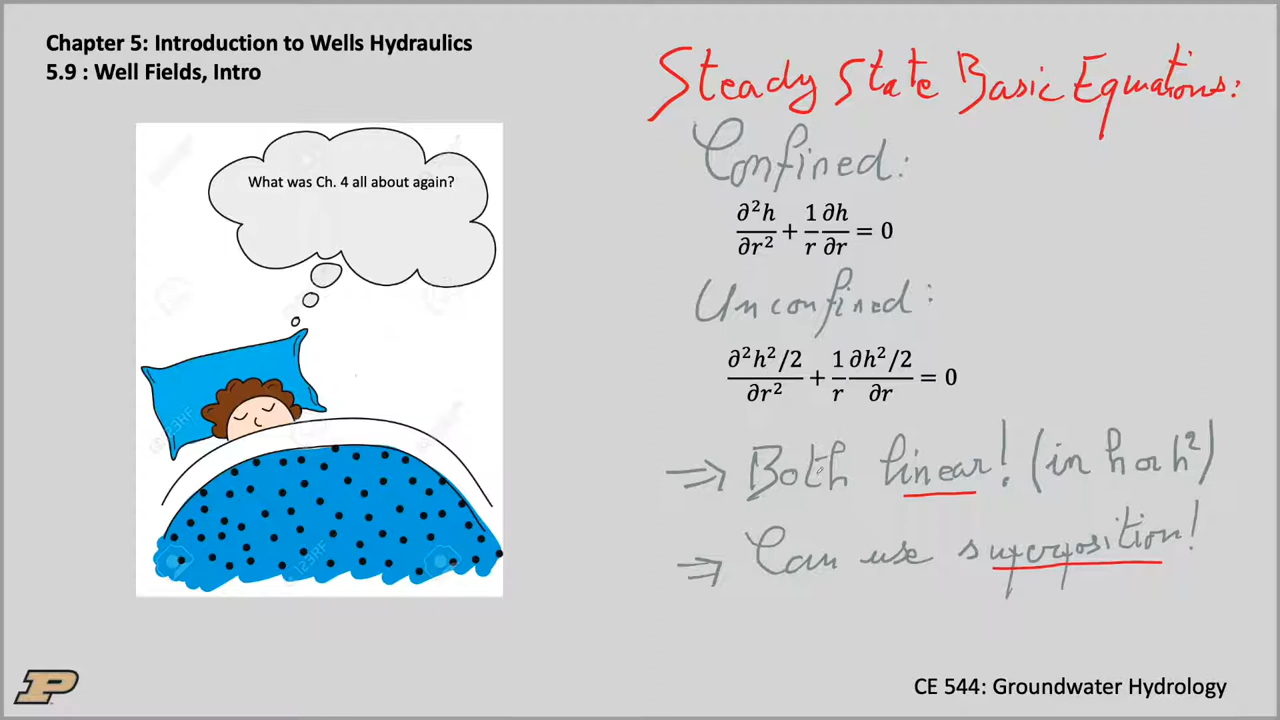 Chapter 5: Introduction to Wells Hydraulics
5.9 : Well Fields, Intro
What was Ch. 4 all about again?
Steady State Basic Equations:
Confined:
∂²h/∂r² + 1/r ∂h/∂r = 0
Unconfined:
∂²h²/2/∂r² + 1/r ∂h²/2/∂r = 0
⇒ Both linear! (in h or h²)
⇒ Can use superposition!
123RF
123RF
P
CE 544: Groundwater Hydrology